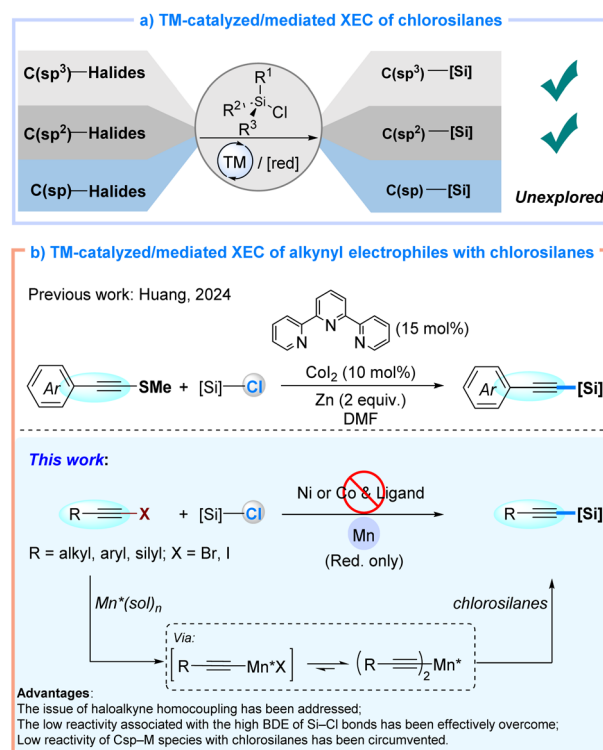 a) TM-catalyzed/mediated XEC of chlorosilanes
C(sp³)—Halides
C(sp²)—Halides
C(sp)—Halides
R¹
R²
Si
Cl
R³
TM / [red]
C(sp³)—[Si]
C(sp²)—[Si]
C(sp)—[Si]
Unexplored
b) TM-catalyzed/mediated XEC of alkynyl electrophiles with chlorosilanes
Previous work: Huang, 2024
N
N
N
(15 mol%)
Ar
SMe + [Si]—Cl
CoI₂ (10 mol%)
Zn (2 equiv.)
DMF
Ar
[Si]
This work:
R
X + [Si]—Cl
Ni or Co & Ligand
Mn
(Red. only)
R
[Si]
R = alkyl, aryl, silyl; X = Br, I
Mn*(sol)ₙ
chlorosilanes
Via:
[R Mn*X] (R )₂Mn*
Advantages:
The issue of haloalkyne homocoupling has been addressed;
The low reactivity associated with the high BDE of Si–Cl bonds has been effectively overcome;
Low reactivity of Csp–M species with chlorosilanes has been circumvented.